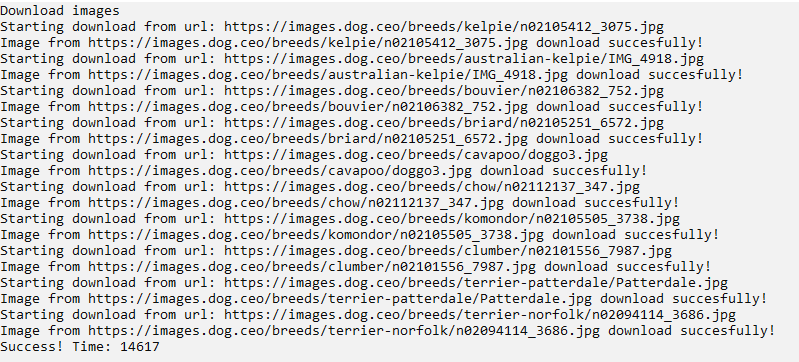 Download images
Starting download from url: https://images.dog.ceo/breeds/kelpie/n02105412_3075.jpg
Image from https://images.dog.ceo/breeds/kelpie/n02105412_3075.jpg download succesfully!
Starting download from url: https://images.dog.ceo/breeds/australian-kelpie/IMG_4918.jpg
Image from https://images.dog.ceo/breeds/australian-kelpie/IMG_4918.jpg download succesfully!
Starting download from url: https://images.dog.ceo/breeds/bouvier/n02106382_752.jpg
Image from https://images.dog.ceo/breeds/bouvier/n02106382_752.jpg download succesfully!
Starting download from url: https://images.dog.ceo/breeds/briard/n02105251_6572.jpg
Image from https://images.dog.ceo/breeds/briard/n02105251_6572.jpg download succesfully!
Starting download from url: https://images.dog.ceo/breeds/cavapoo/doggo3.jpg
Image from https://images.dog.ceo/breeds/cavapoo/doggo3.jpg download succesfully!
Starting download from url: https://images.dog.ceo/breeds/chow/n02112137_347.jpg
Image from https://images.dog.ceo/breeds/chow/n02112137_347.jpg download succesfully!
Starting download from url: https://images.dog.ceo/breeds/komondor/n02105505_3738.jpg
Image from https://images.dog.ceo/breeds/komondor/n02105505_3738.jpg download succesfully!
Starting download from url: https://images.dog.ceo/breeds/clumber/n02101556_7987.jpg
Image from https://images.dog.ceo/breeds/clumber/n02101556_7987.jpg download succesfully!
Starting download from url: https://images.dog.ceo/breeds/terrier-patterdale/Patterdale.jpg
Image from https://images.dog.ceo/breeds/terrier-patterdale/Patterdale.jpg download succesfully!
Starting download from url: https://images.dog.ceo/breeds/terrier-norfolk/n02094114_3686.jpg
Image from https://images.dog.ceo/breeds/terrier-norfolk/n02094114_3686.jpg download succesfully!
Success! Time: 14617